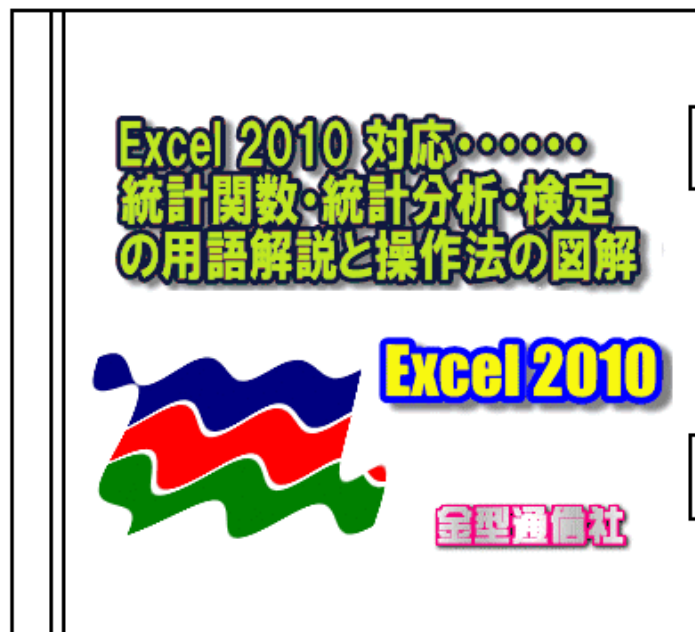 Excel 2010 対応‥‥‥
統計関数・統計分析・検定
の用語解説と操作法の図解
Excel 2010
金型通信社